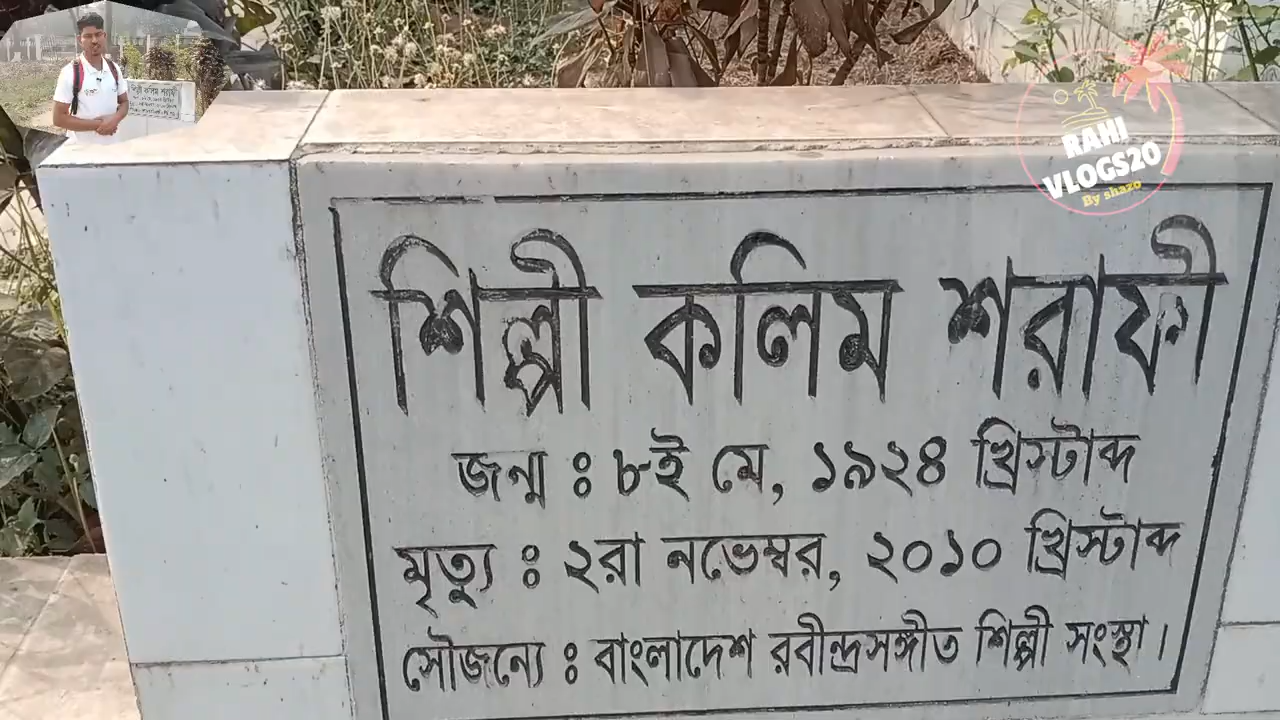 RAHI
VLOGS20
By shazo
শিল্পী কলিম শরাফী
জন্ম ঃ ৮ই মে, ১৯২৪ খ্রিস্টাব্দ
মৃত্যু ঃ ২রা নভেম্বর, ২০১০ খ্রিস্টাব্দ
সৌজন্যে ঃ বাংলাদেশ রবীন্দ্রসঙ্গীত শিল্পী সংস্থা।